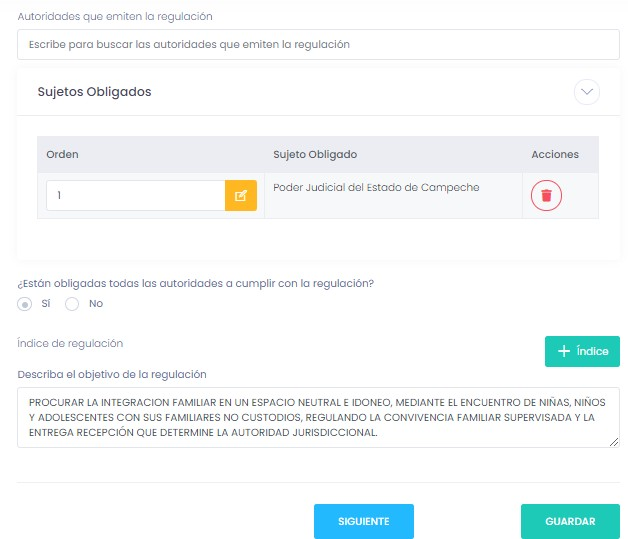 Autoridades que emiten la regulación
Escribe para buscar las autoridades que emiten la regulación
Sujetos Obligados
Orden Sujeto Obligado Acciones
1 Poder Judicial del Estado de Campeche
¿Están obligadas todas las autoridades a cumplir con la regulación?
Sí No
Índice de regulación
+ Índice
Describa el objetivo de la regulación
PROCURAR LA INTEGRACION FAMILIAR EN UN ESPACIO NEUTRAL E IDONEO, MEDIANTE EL ENCUENTRO DE NIÑAS, NIÑOS
Y ADOLESCENTES CON SUS FAMILIARES NO CUSTODIOS, REGULANDO LA CONVIVENCIA FAMILIAR SUPERVISADA Y LA
ENTREGA RECEPCIÓN QUE DETERMINE LA AUTORIDAD JURISDICCIONAL.
SIGUIENTE GUARDAR